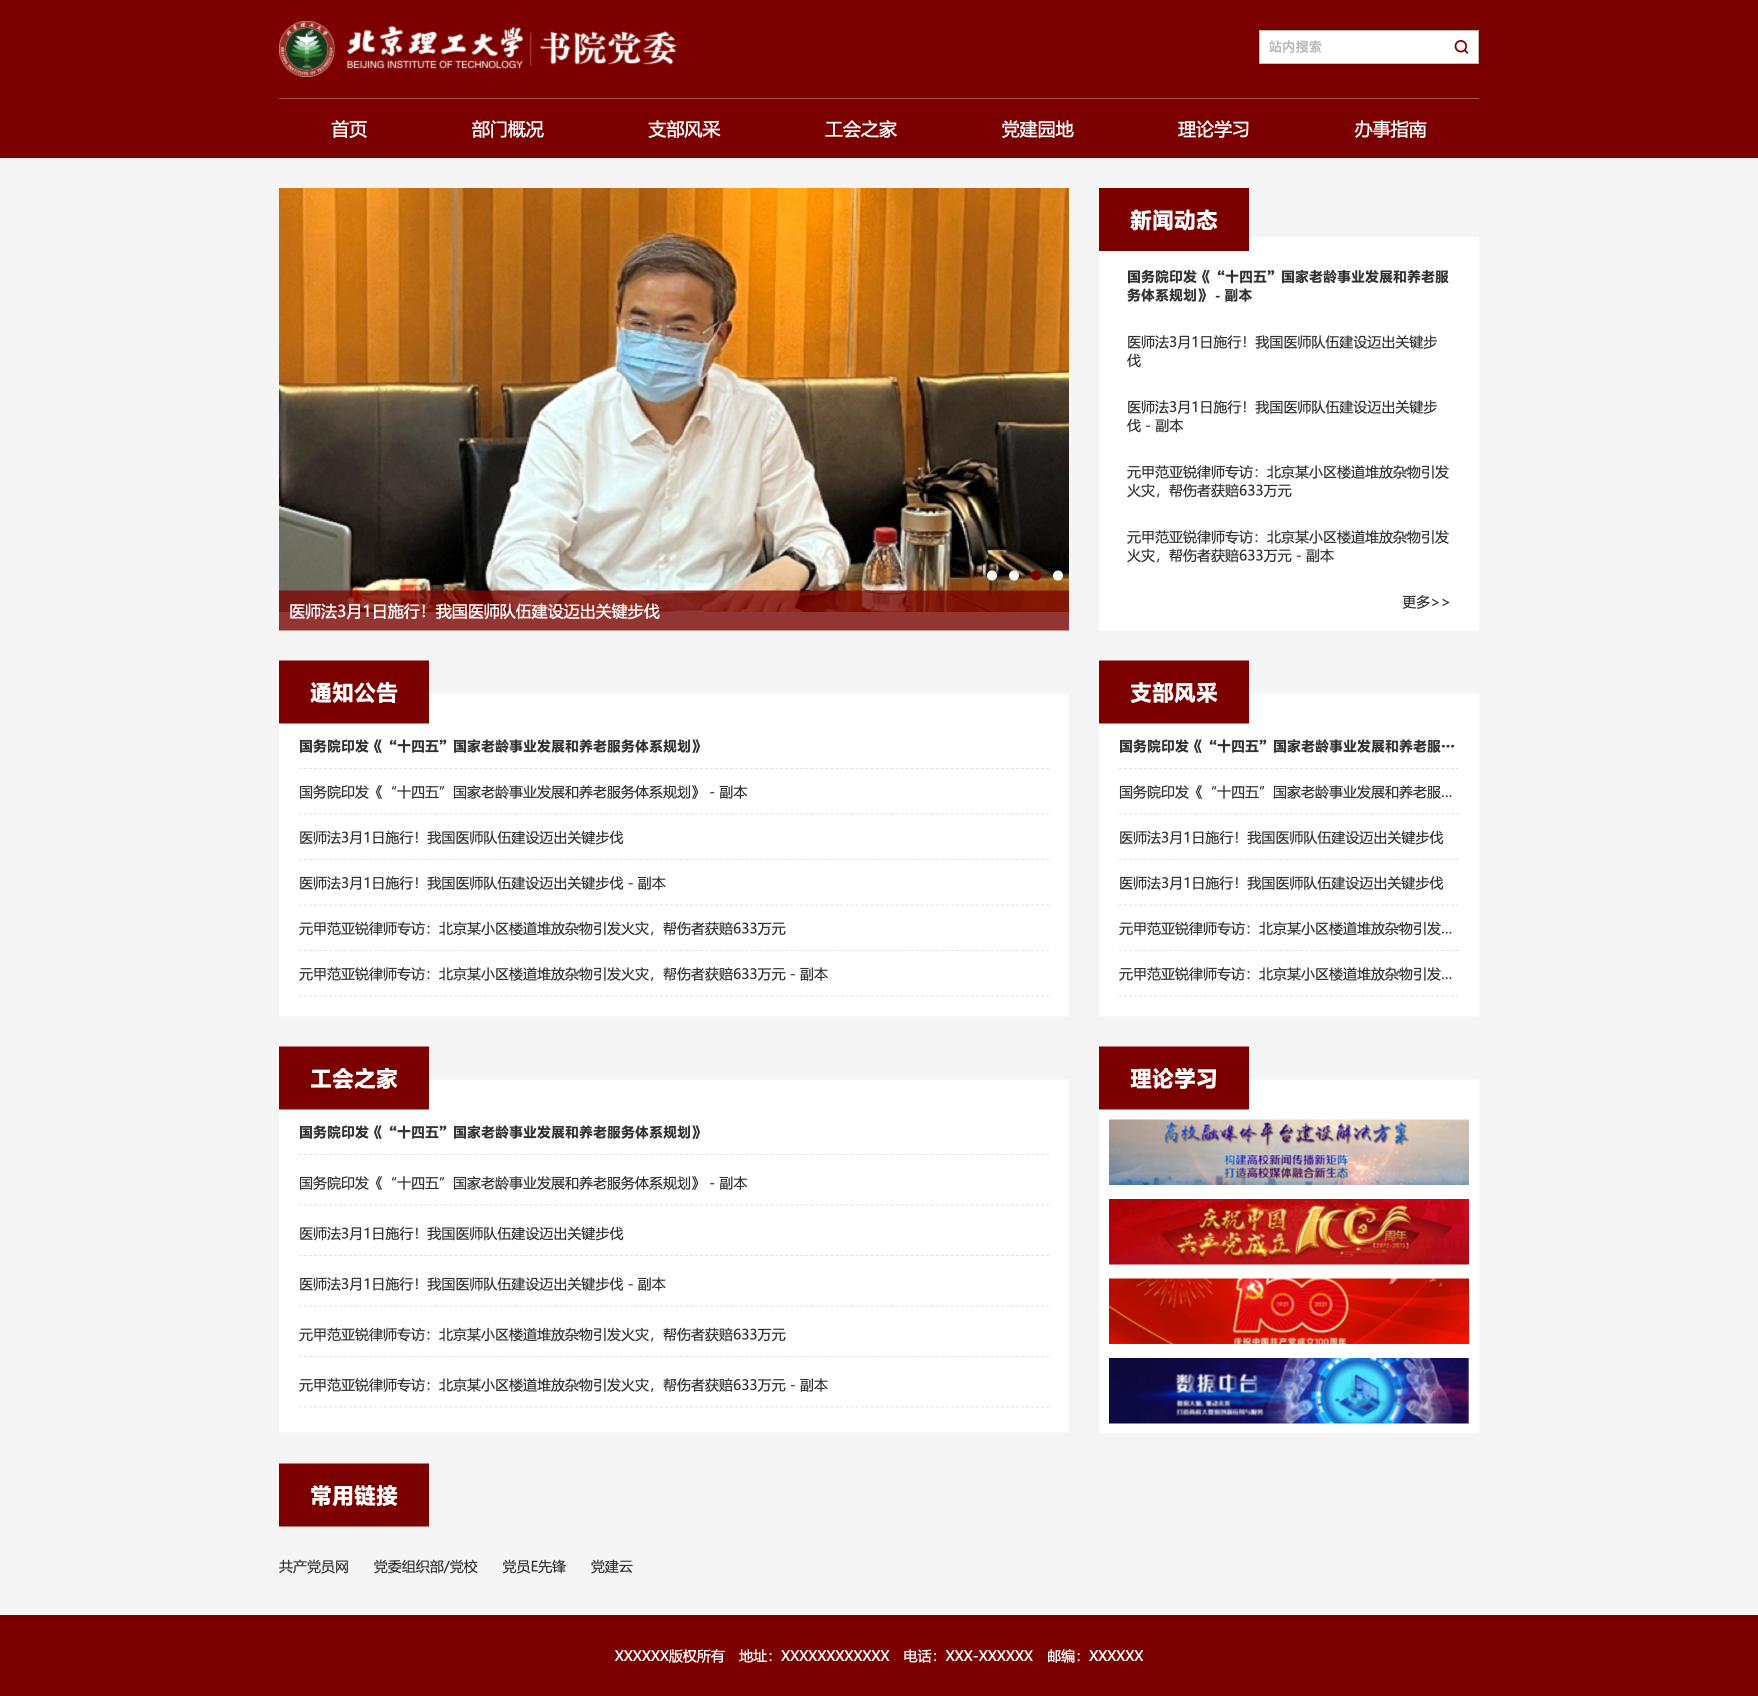 北京理工大学 书院党委
BEIJING INSTITUTE OF TECHNOLOGY
站内搜索
首页 部门概况 支部风采 工会之家 党建园地 理论学习 办事指南
医师法3月1日施行！我国医师队伍建设迈出关键步伐
新闻动态
国务院印发《“十四五”国家老龄事业发展和养老服
务体系规划》 - 副本
医师法3月1日施行！我国医师队伍建设迈出关键步
伐
医师法3月1日施行！我国医师队伍建设迈出关键步
伐 - 副本
元甲范亚锐律师专访：北京某小区楼道堆放杂物引发
火灾，帮伤者获赔633万元
元甲范亚锐律师专访：北京某小区楼道堆放杂物引发
火灾，帮伤者获赔633万元 - 副本
更多>>
通知公告
国务院印发《“十四五”国家老龄事业发展和养老服务体系规划》
国务院印发《“十四五”国家老龄事业发展和养老服务体系规划》 - 副本
医师法3月1日施行！我国医师队伍建设迈出关键步伐
医师法3月1日施行！我国医师队伍建设迈出关键步伐 - 副本
元甲范亚锐律师专访：北京某小区楼道堆放杂物引发火灾，帮伤者获赔633万元
元甲范亚锐律师专访：北京某小区楼道堆放杂物引发火灾，帮伤者获赔633万元 - 副本
支部风采
国务院印发《“十四五”国家老龄事业发展和养老服...
国务院印发《“十四五”国家老龄事业发展和养老服...
医师法3月1日施行！我国医师队伍建设迈出关键步伐
医师法3月1日施行！我国医师队伍建设迈出关键步伐
元甲范亚锐律师专访：北京某小区楼道堆放杂物引发...
元甲范亚锐律师专访：北京某小区楼道堆放杂物引发...
工会之家
国务院印发《“十四五”国家老龄事业发展和养老服务体系规划》
国务院印发《“十四五”国家老龄事业发展和养老服务体系规划》 - 副本
医师法3月1日施行！我国医师队伍建设迈出关键步伐
医师法3月1日施行！我国医师队伍建设迈出关键步伐 - 副本
元甲范亚锐律师专访：北京某小区楼道堆放杂物引发火灾，帮伤者获赔633万元
元甲范亚锐律师专访：北京某小区楼道堆放杂物引发火灾，帮伤者获赔633万元 - 副本
理论学习
高校融媒体平台建设解决方案
构建高校新闻传播新矩阵
打造高校媒体融合新生态
庆祝中国
共产党成立 100周年
100
1921 2021
庆祝中国共产党成立100周年
数据中台
常用链接
共产党员网 党委组织部/党校 党员E先锋 党建云
XXXXXX版权所有 地址：XXXXXXXXXXXX 电话：XXX-XXXXXX 邮编：XXXXXX